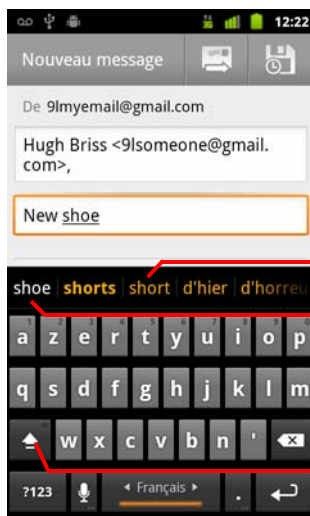 12:22
Nouveau message
De 9lmyemail@gmail.com
Hugh Briss <9lsomeone@gmail.
com>,
New shoe
shoe shorts short d'hier d'horreu
a z e r t y u i o p
q s d f g h j k l m
w x c v b n '
?123 Français .